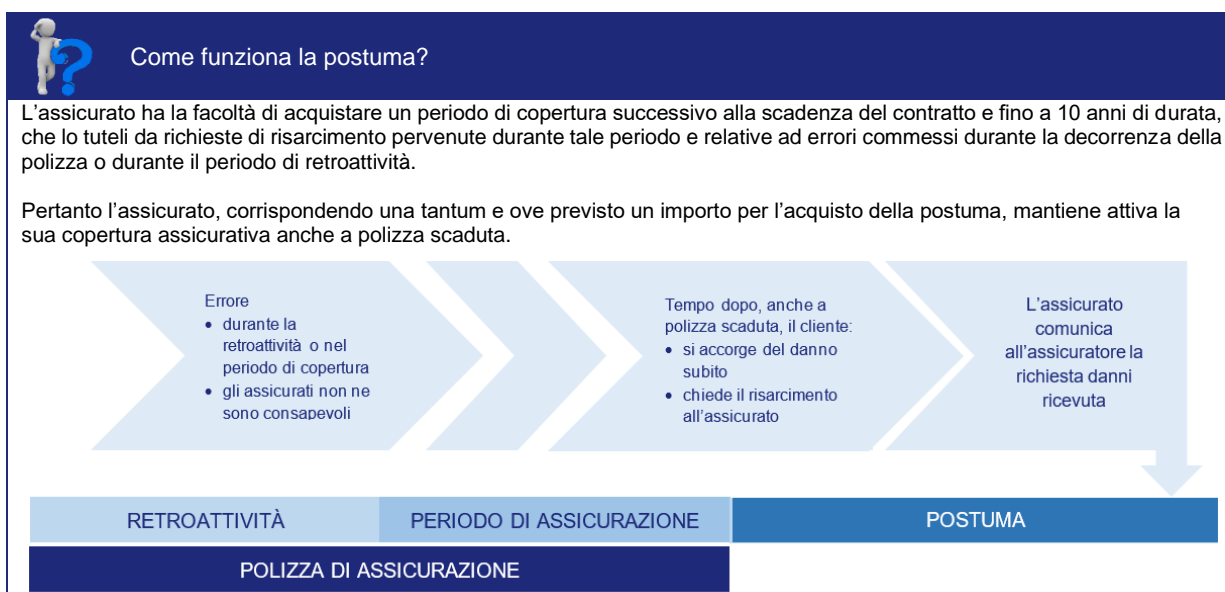 Come funziona la postuma?
L'assicurato ha la facoltà di acquistare un periodo di copertura successivo alla scadenza del contratto e fino a 10 anni di durata,
che lo tuteli da richieste di risarcimento pervenute durante tale periodo e relative ad errori commessi durante la decorrenza della
polizza o durante il periodo di retroattività.
Pertanto l'assicurato, corrispondendo una tantum e ove previsto un importo per l'acquisto della postuma, mantiene attiva la
sua copertura assicurativa anche a polizza scaduta.
Errore
• durante la
retroattività o nel
periodo di copertura
• gli assicurati non ne
sono consapevoli
Tempo dopo, anche a
polizza scaduta, il cliente:
• si accorge del danno
subito
• chiede il risarcimento
all'assicurato
L'assicurato
comunica
all'assicuratore la
richiesta danni
ricevuta
RETROATTIVITÀ
PERIODO DI ASSICURAZIONE
POSTUMA
POLIZZA DI ASSICURAZIONE